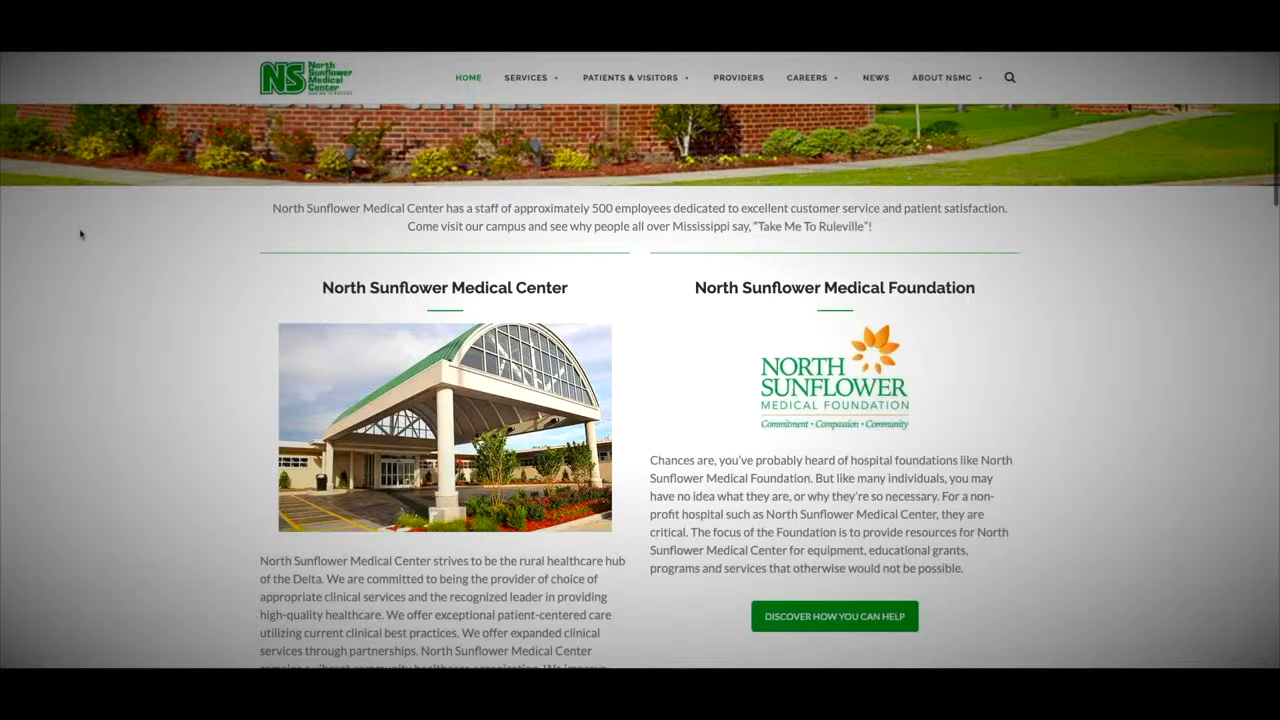 NS North
Sunflower
Medical
Center
HOME SERVICES PATIENTS & VISITORS PROVIDERS CAREERS NEWS ABOUT NSMC
North Sunflower Medical Center has a staff of approximately 500 employees dedicated to excellent customer service and patient satisfaction.
Come visit our campus and see why people all over Mississippi say, “Take Me To Ruleville”!
North Sunflower Medical Center
North Sunflower Medical Center strives to be the rural healthcare hub
of the Delta. We are committed to being the provider of choice of
appropriate clinical services and the recognized leader in providing
high-quality healthcare. We offer exceptional patient-centered care
utilizing current clinical best practices. We offer expanded clinical
services through partnerships. North Sunflower Medical Center
North Sunflower Medical Foundation
NORTH
SUNFLOWER
MEDICAL FOUNDATION
Commitment • Compassion • Community
Chances are, you’ve probably heard of hospital foundations like North
Sunflower Medical Foundation. But like many individuals, you may
have no idea what they are, or why they’re so necessary. For a non-
profit hospital such as North Sunflower Medical Center, they are
critical. The focus of the Foundation is to provide resources for North
Sunflower Medical Center for equipment, educational grants,
programs and services that otherwise would not be possible.
DISCOVER HOW YOU CAN HELP